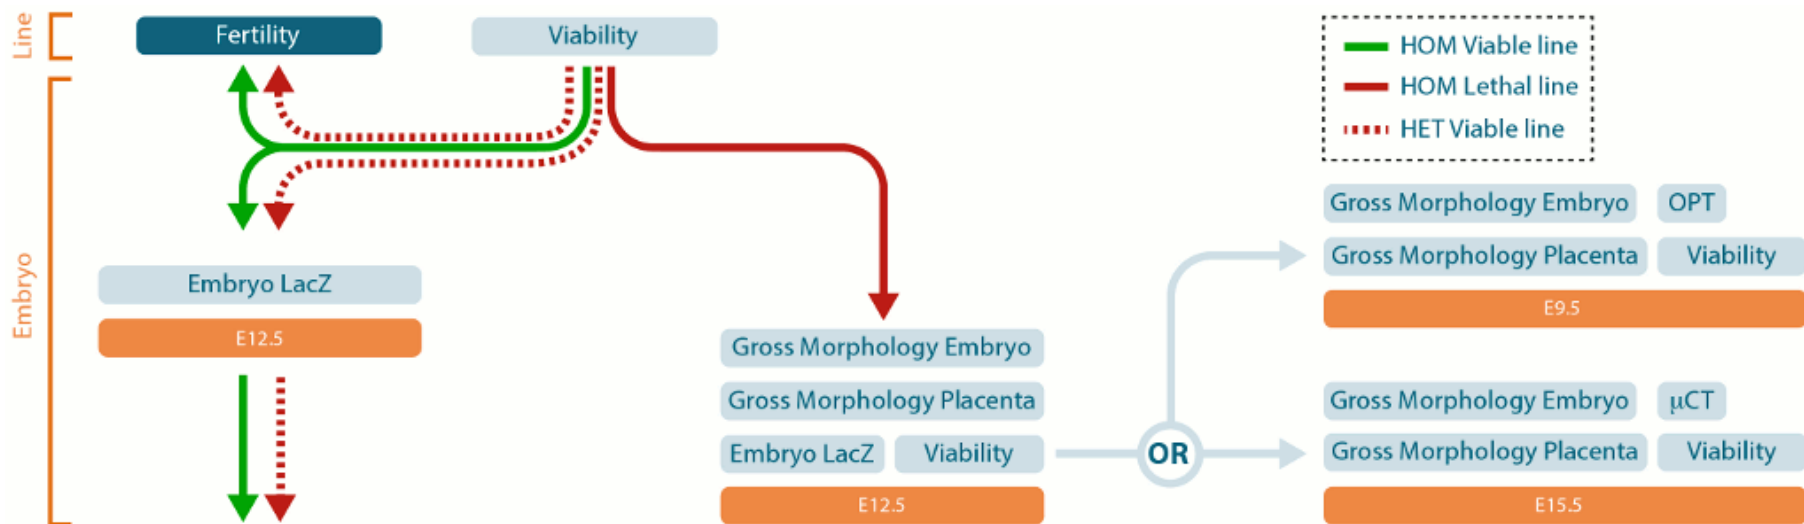 Line
Fertility
Viability
HOM Viable line
HOM Lethal line
HET Viable line
Embryo
Embryo LacZ
E12.5
Gross Morphology Embryo
Gross Morphology Placenta
Embryo LacZ
Viability
E12.5
OR
Gross Morphology Embryo
OPT
Gross Morphology Placenta
Viability
E9.5
Gross Morphology Embryo
μCT
Gross Morphology Placenta
Viability
E15.5